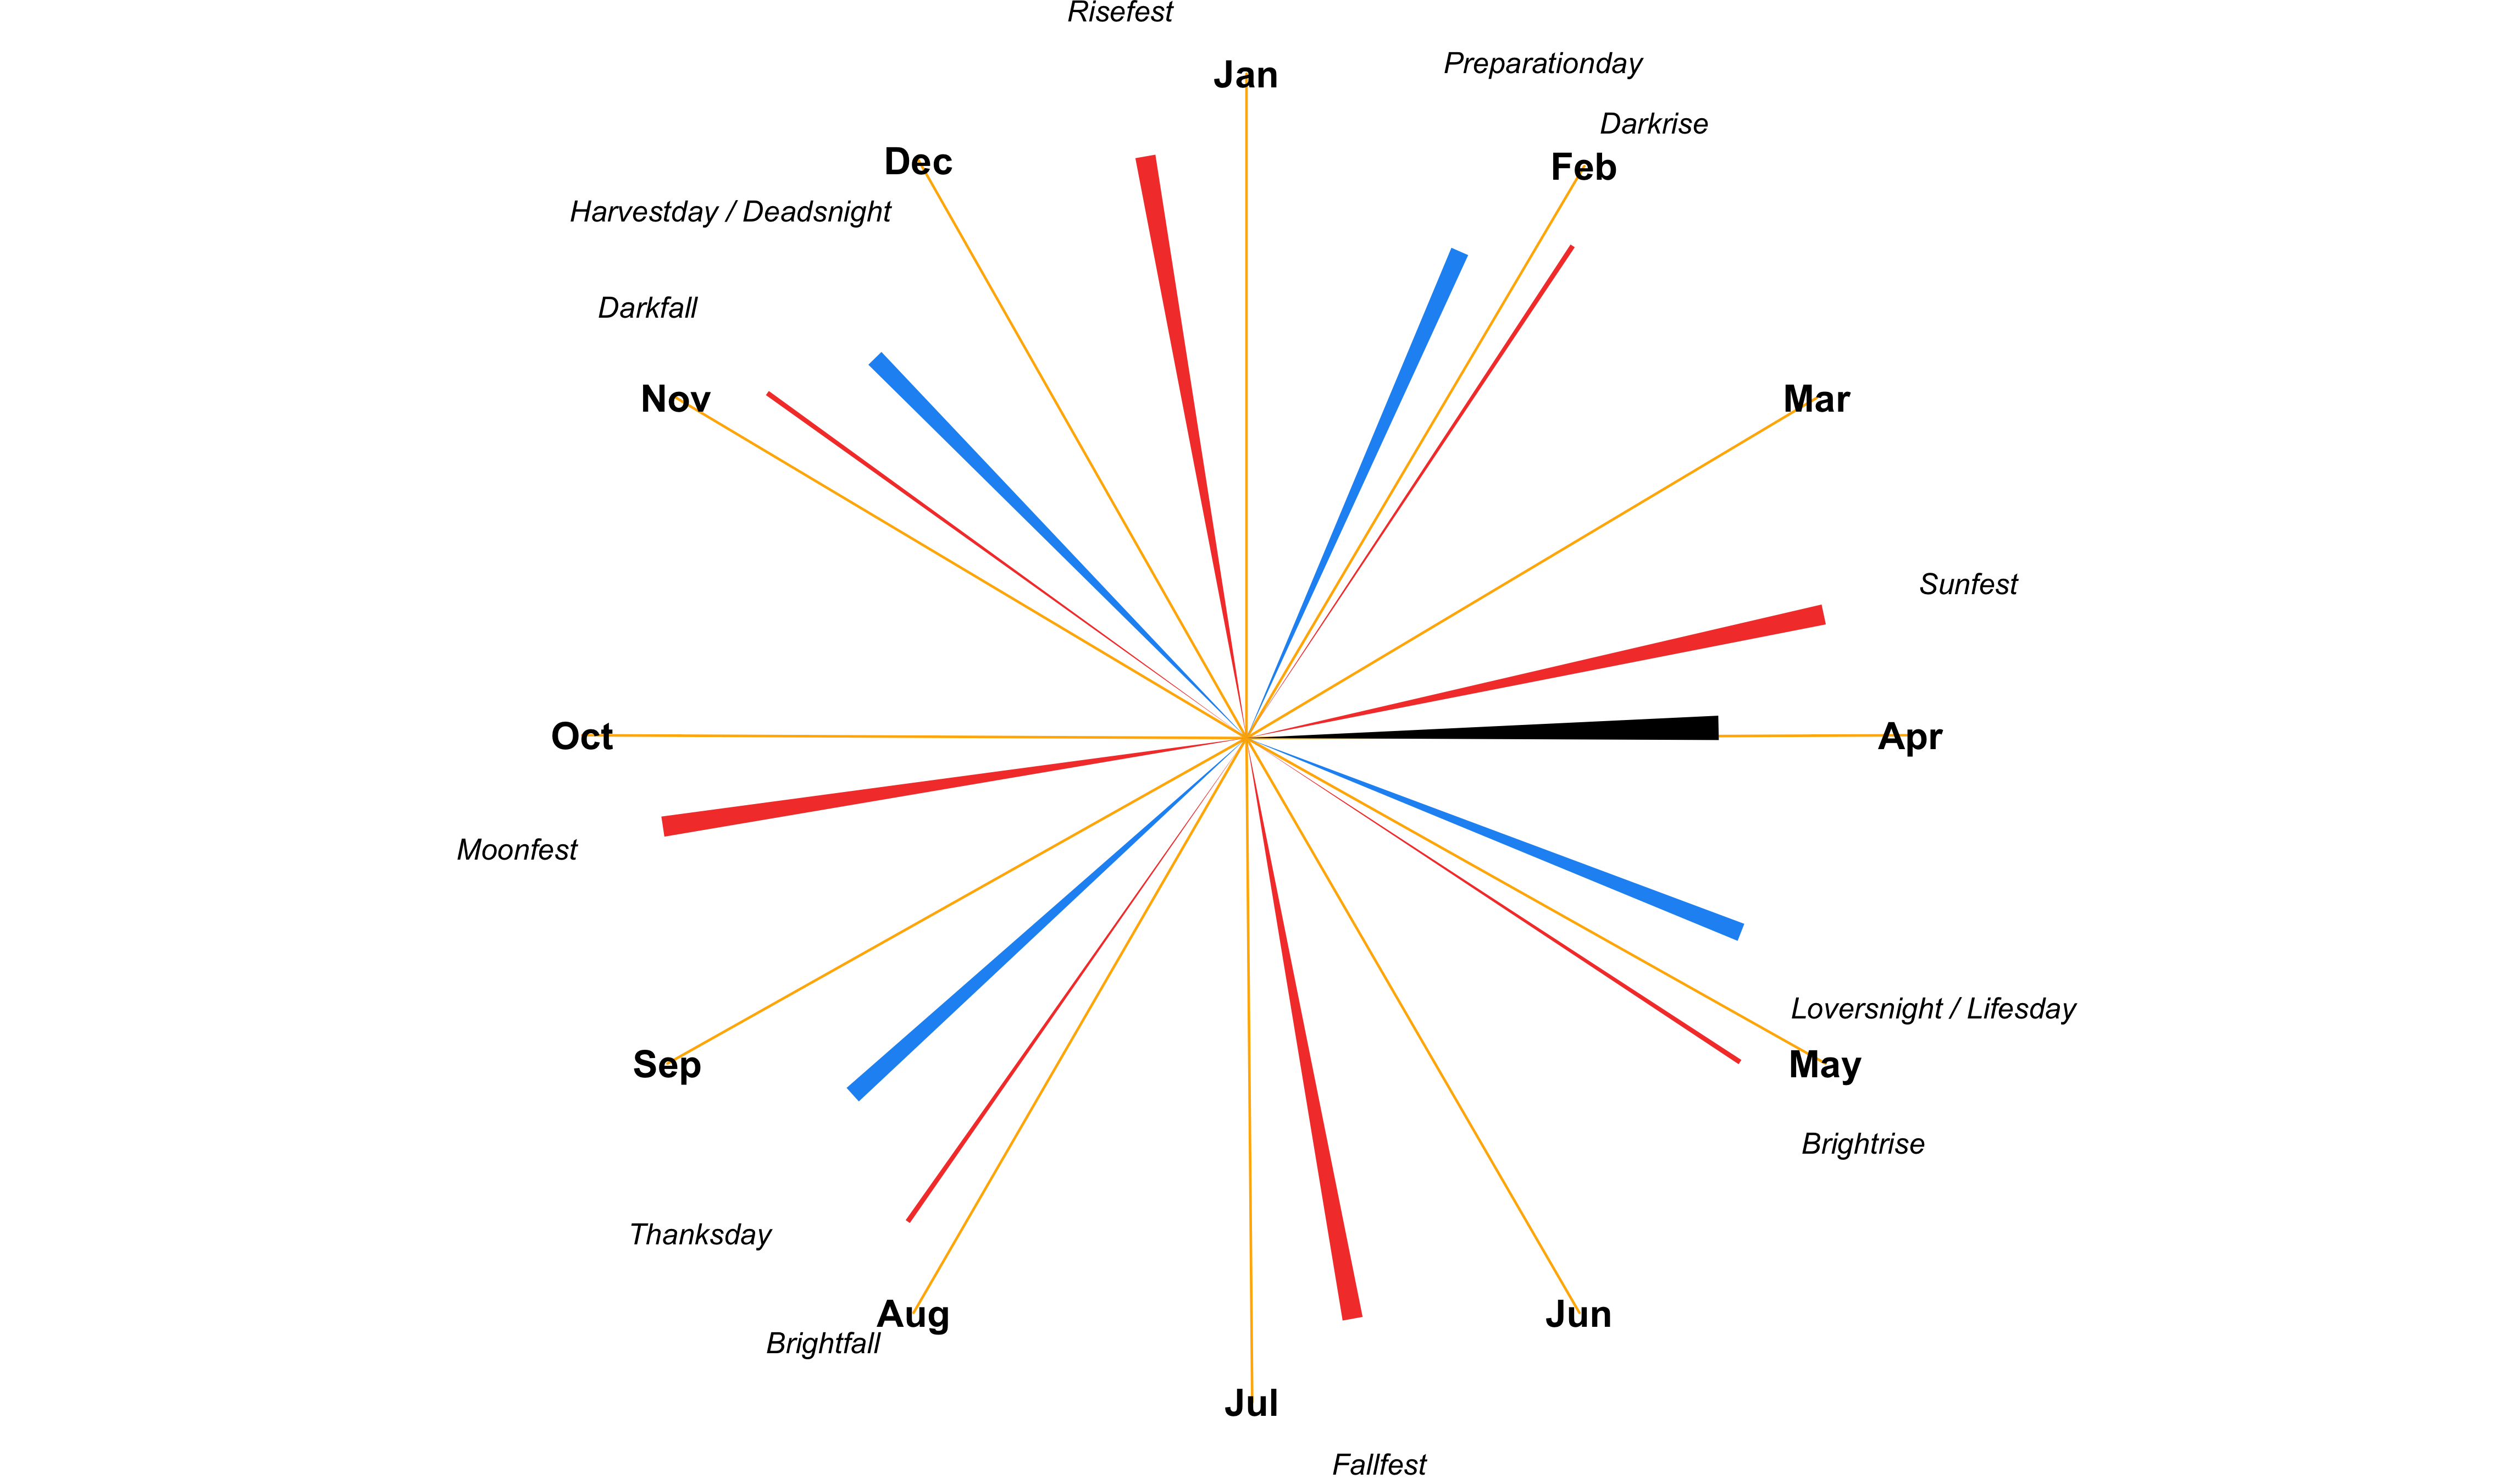 Risefest
Jan
Preparationday
Darkrise
Dec
Feb
Harvestday / Deadsnight
Darkfall
Nov
Mar
Sunfest
Oct
Apr
Moonfest
Loversnight / Lifesday
Sep
May
Brightrise
Thanksday
Aug
Jun
Brightfall
Jul
Fallfest